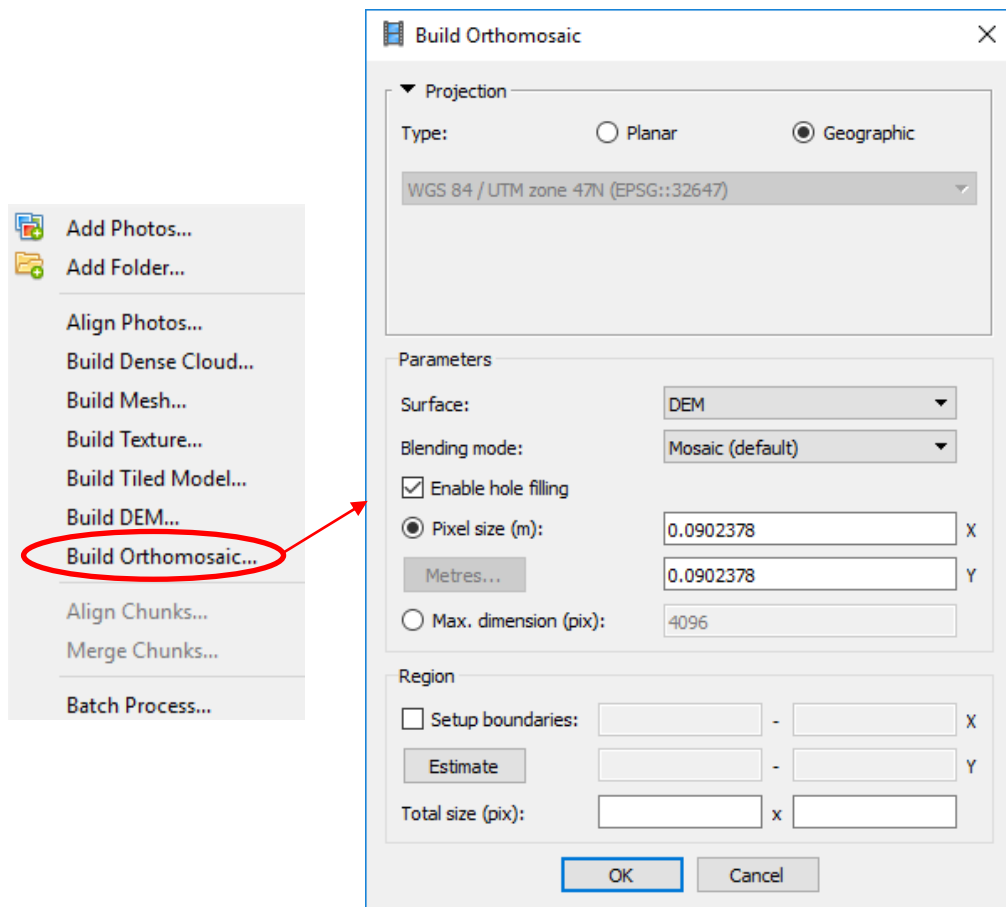 Add Photos...
Add Folder...
Align Photos...
Build Dense Cloud...
Build Mesh...
Build Texture...
Build Tiled Model...
Build DEM...
Build Orthomosaic...
Align Chunks...
Merge Chunks...
Batch Process...
Build Orthomosaic
Projection
Type: Planar Geographic
WGS 84 / UTM zone 47N (EPSG::32647)
Parameters
Surface: DEM
Blending mode: Mosaic (default)
Enable hole filling
Pixel size (m): 0.0902378 X
Metres... 0.0902378 Y
Max. dimension (pix): 4096
Region
Setup boundaries: - X
Estimate - Y
Total size (pix): x
OK Cancel